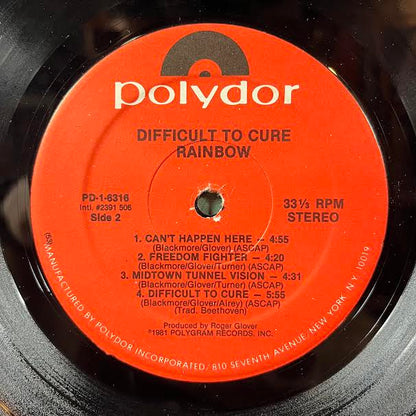 polydor
DIFFICULT TO CURE
RAINBOW
PD-1-6316
Intl. #2391 506
Side 2
33⅓ RPM
STEREO
1. CAN'T HAPPEN HERE — 4:55
(Blackmore/Glover) (ASCAP)
2. FREEDOM FIGHTER — 4:20
(Blackmore/Glover/Turner) (ASCAP)
3. MIDTOWN TUNNEL VISION — 4:31
(Blackmore/Glover/Turner) (ASCAP)
4. DIFFICULT TO CURE — 5:55
(Blackmore/Glover/Airey) (ASCAP)
(Trad. Beethoven)
Produced by Roger Glover
℗1981 POLYGRAM RECORDS, INC.
(53) MANUFACTURED BY POLYDOR INCORPORATED/810 SEVENTH AVENUE, NEW YORK, N.Y. 10019